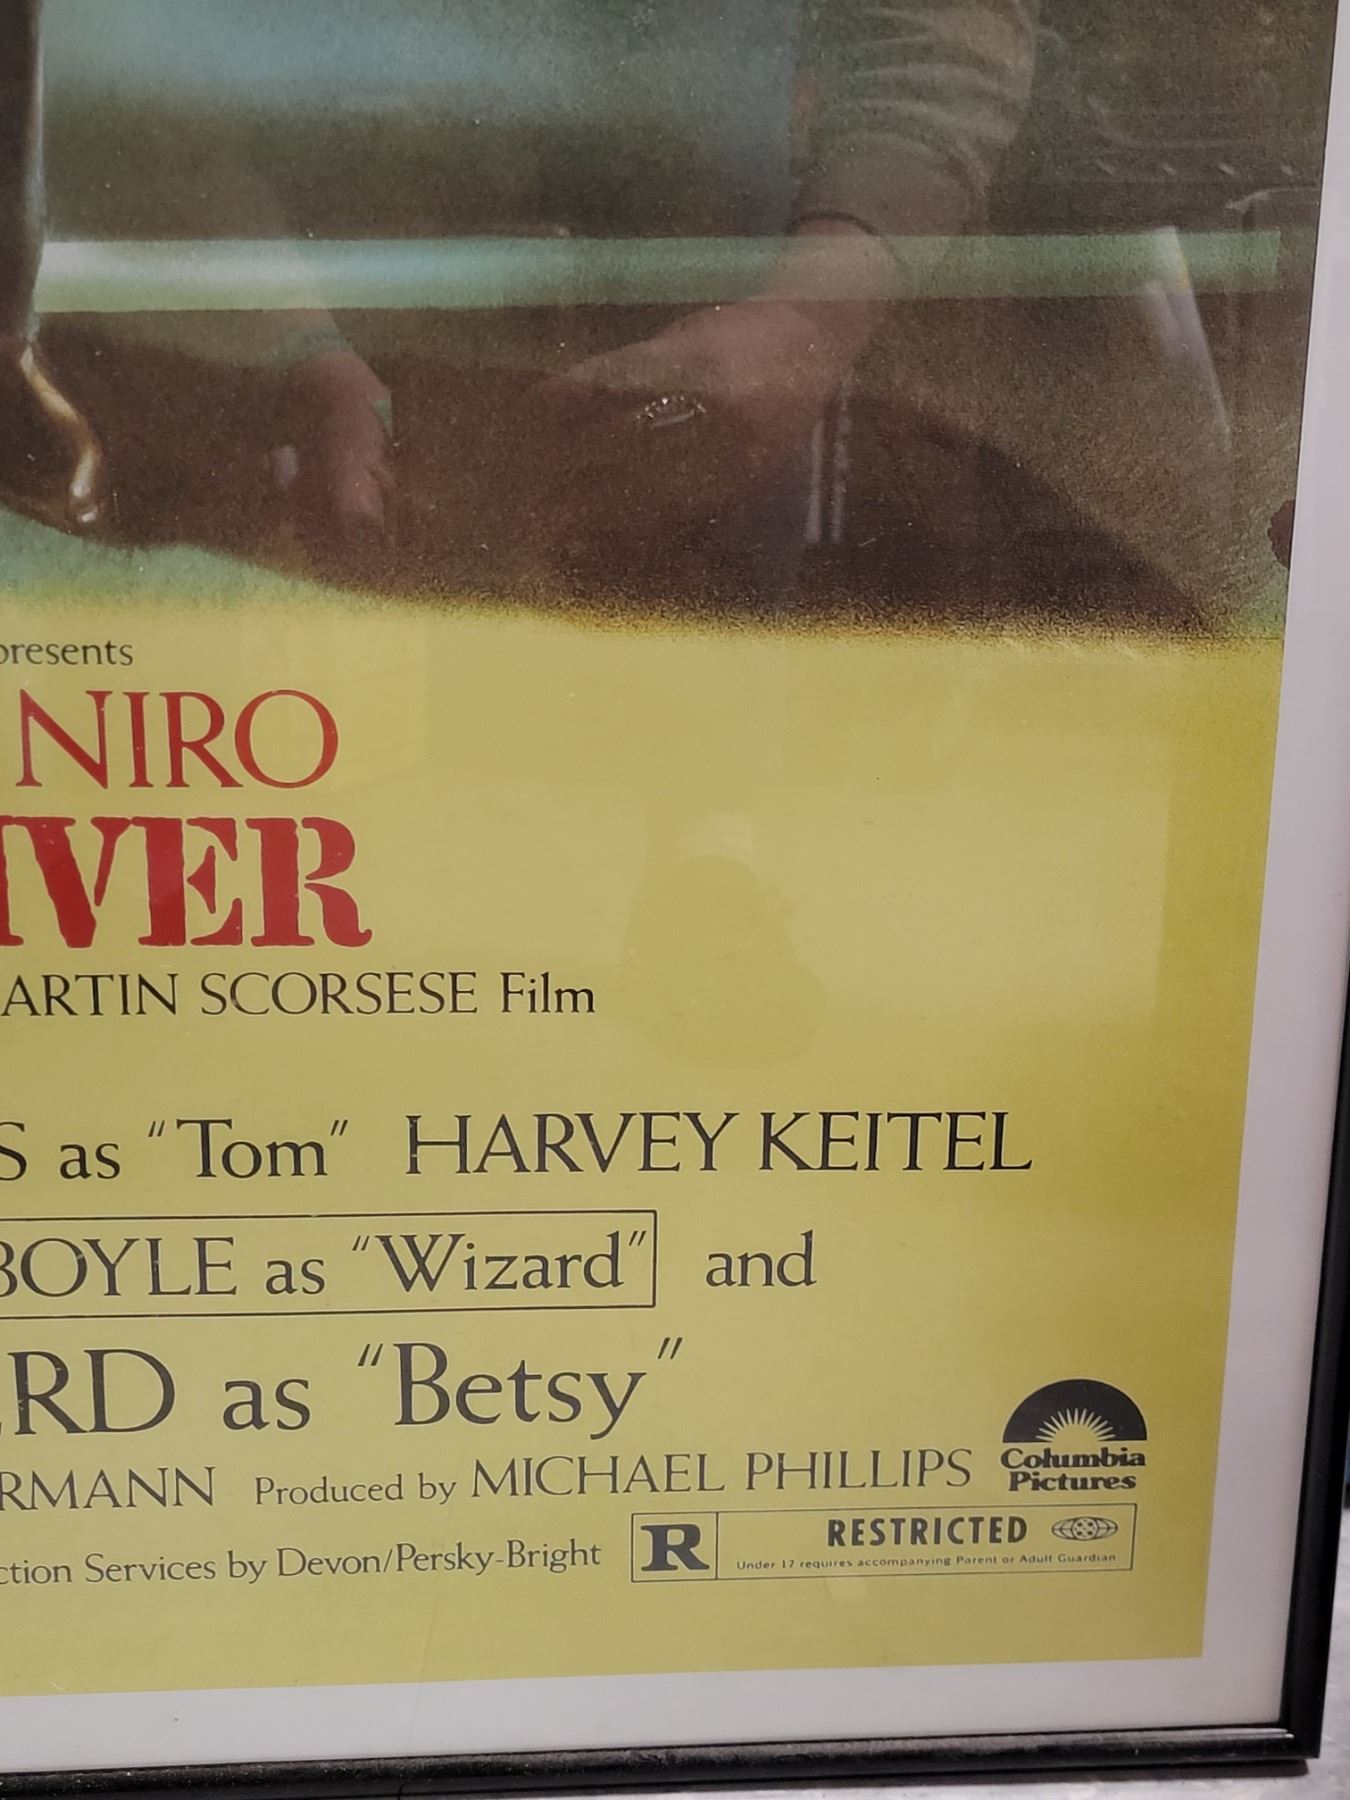 presents
NIRO
IVER
ARTIN SCORSESE Film
S as "Tom" HARVEY KEITEL
BOYLE as "Wizard" and
ERD as "Betsy"
RMANN Produced by MICHAEL PHILLIPS
Columbia
Pictures
ction Services by Devon/Persky-Bright
R RESTRICTED
Under 17 requires accompanying Parent or Adult Guardian